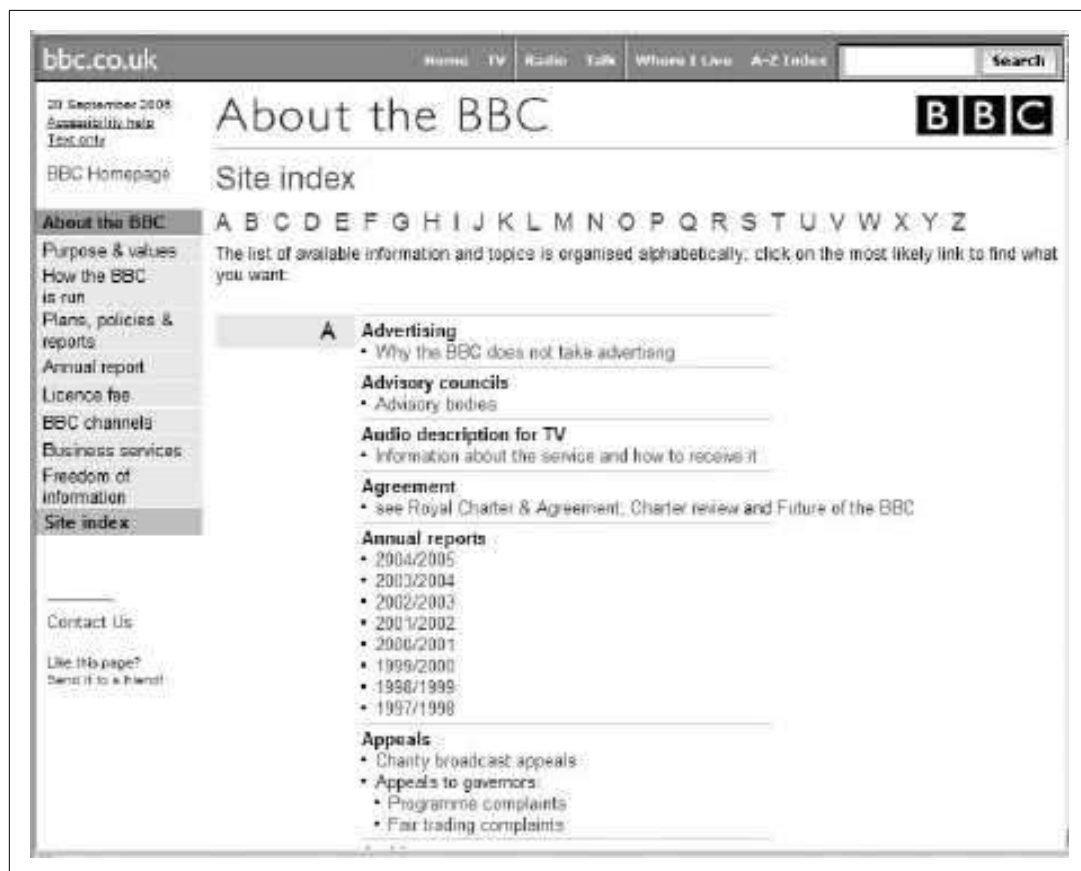 bbc.co.uk
Home TV Radio Talk Where I Live A-Z Index Search
20 September 2005
Accessibility help
Text only
About the BBC
BBC
BBC Homepage
Site index
About the BBC
Purpose & values
How the BBC
is run
Plans, policies &
reports
Annual report
Licence fee
BBC channels
Business services
Freedom of
information
Site index
Contact Us
Like this page?
Send it to a friend!
A B C D E F G H I J K L M N O P Q R S T U V W X Y Z
The list of available information and topics is organised alphabetically; click on the most likely link to find what
you want:
A
Advertising
• Why the BBC does not take advertising
Advisory councils
• Advisory bodies
Audio description for TV
• Information about the service and how to receive it
Agreement
• see Royal Charter & Agreement; Charter review and Future of the BBC
Annual reports
• 2004/2005
• 2003/2004
• 2002/2003
• 2001/2002
• 2000/2001
• 1999/2000
• 1998/1999
• 1997/1998
Appeals
• Charity broadcast appeals
• Appeals to governors:
• Programme complaints
• Fair trading complaints